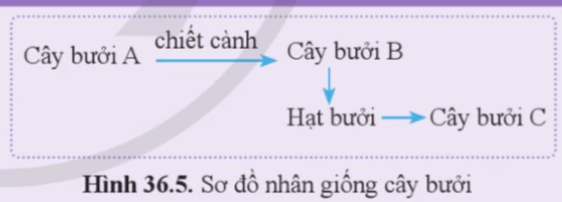 Cây bưởi A chiết cành Cây bưởi B
Hạt bưởi Cây bưởi C
Hình 36.5. Sơ đồ nhân giống cây bưởi